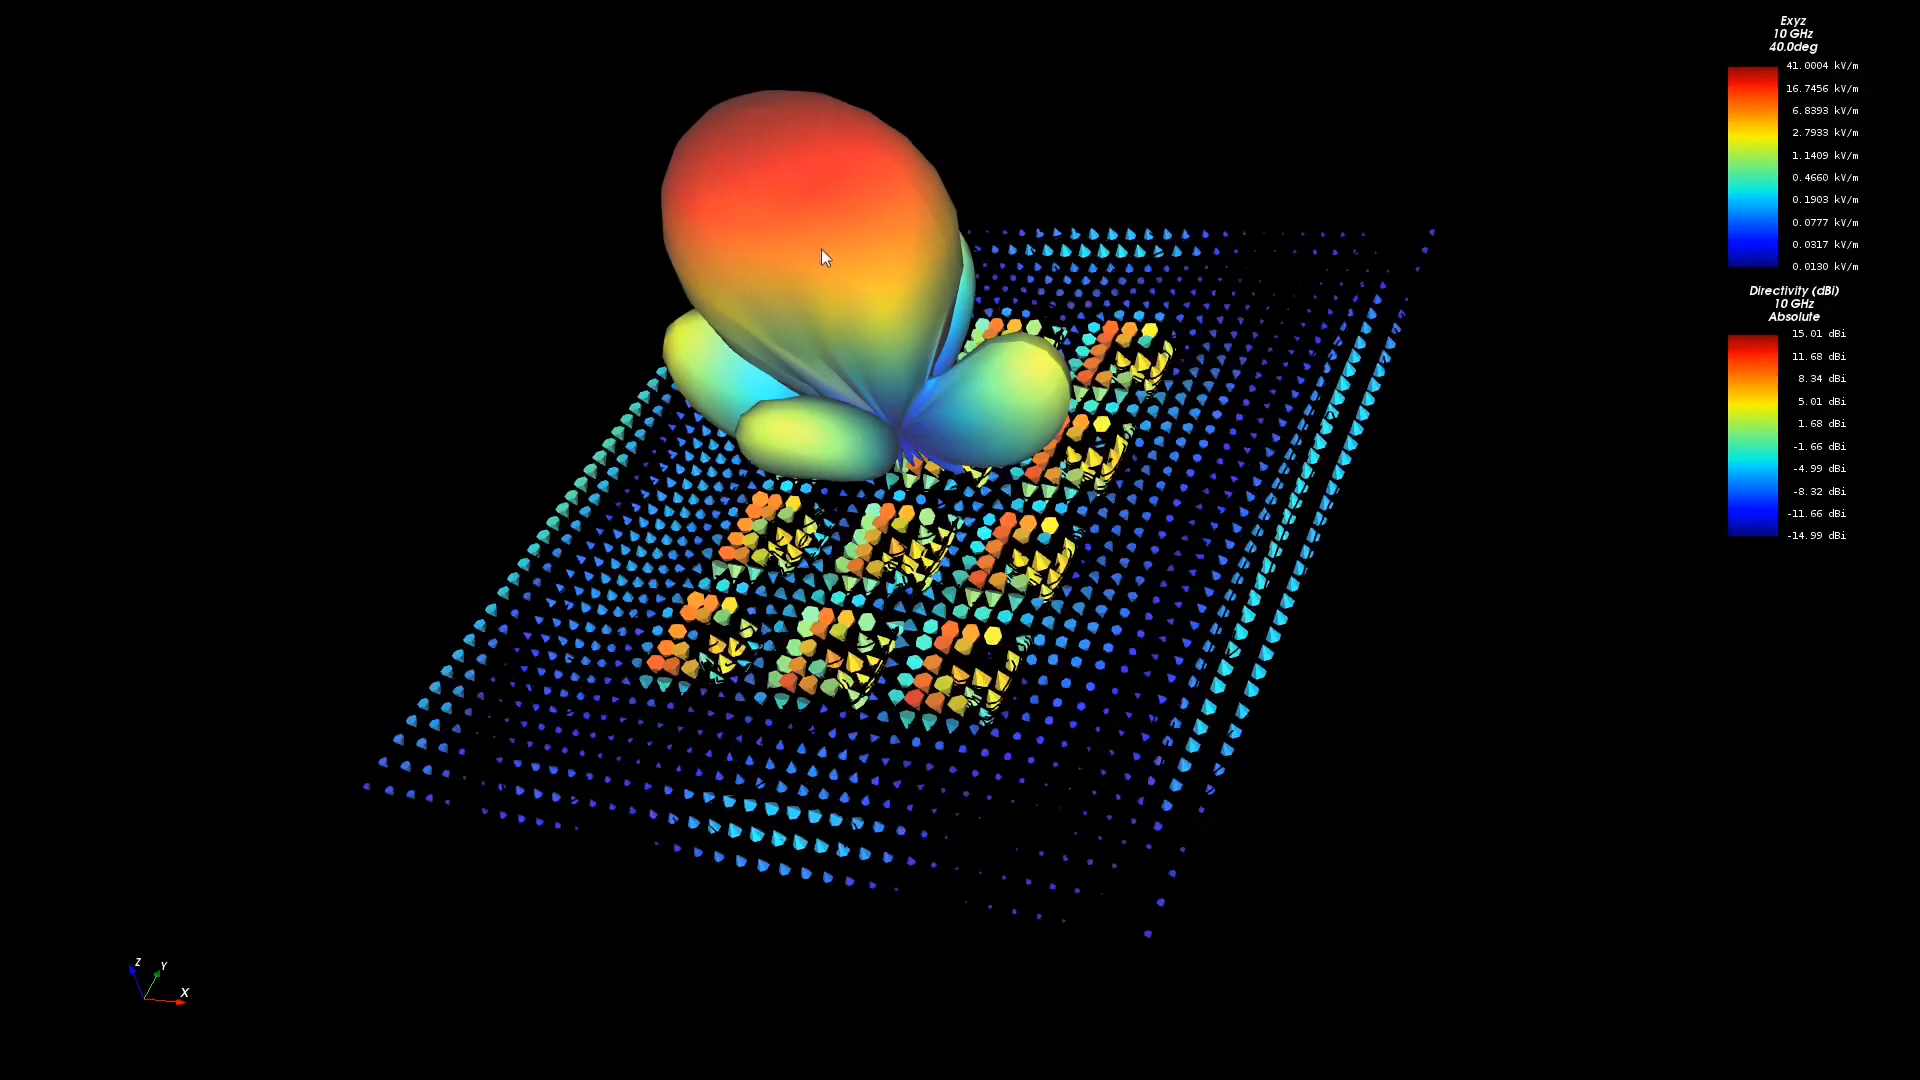 Exyz
10 GHz
40.0deg
41.0004 kV/m
16.7456 kV/m
6.8393 kV/m
2.7933 kV/m
1.1409 kV/m
0.4660 kV/m
0.1903 kV/m
0.0777 kV/m
0.0317 kV/m
0.0130 kV/m
Directivity (dBi)
10 GHz
Absolute
15.01 dBi
11.68 dBi
8.34 dBi
5.01 dBi
1.68 dBi
-1.66 dBi
-4.99 dBi
-8.32 dBi
-11.66 dBi
-14.99 dBi
Z Y
X